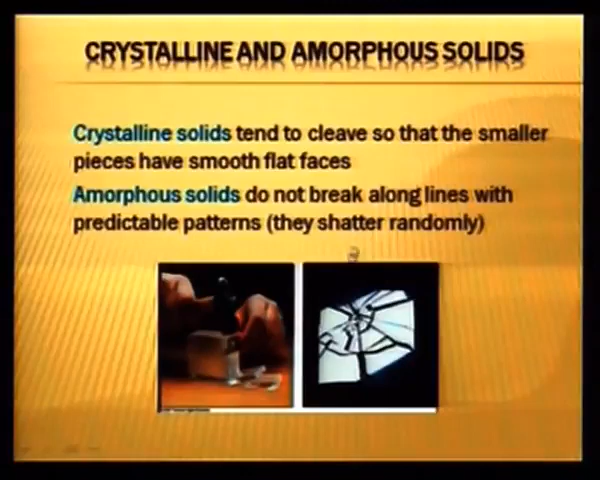 CRYSTALLINE AND AMORPHOUS SOLIDS
Crystalline solids tend to cleave so that the smaller
pieces have smooth flat faces
Amorphous solids do not break along lines with
predictable patterns (they shatter randomly)